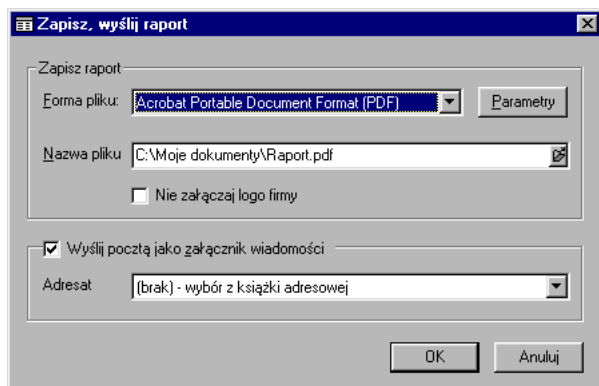 Zapisz, wyślij raport
Zapisz raport
Forma pliku: Acrobat Portable Document Format (PDF) Parametry
Nazwa pliku C:\Moje dokumenty\Raport.pdf
Nie załączaj logo firmy
Wyślij pocztą jako załącznik wiadomości
Adresat (brak) - wybór z książki adresowej
OK Anuluj